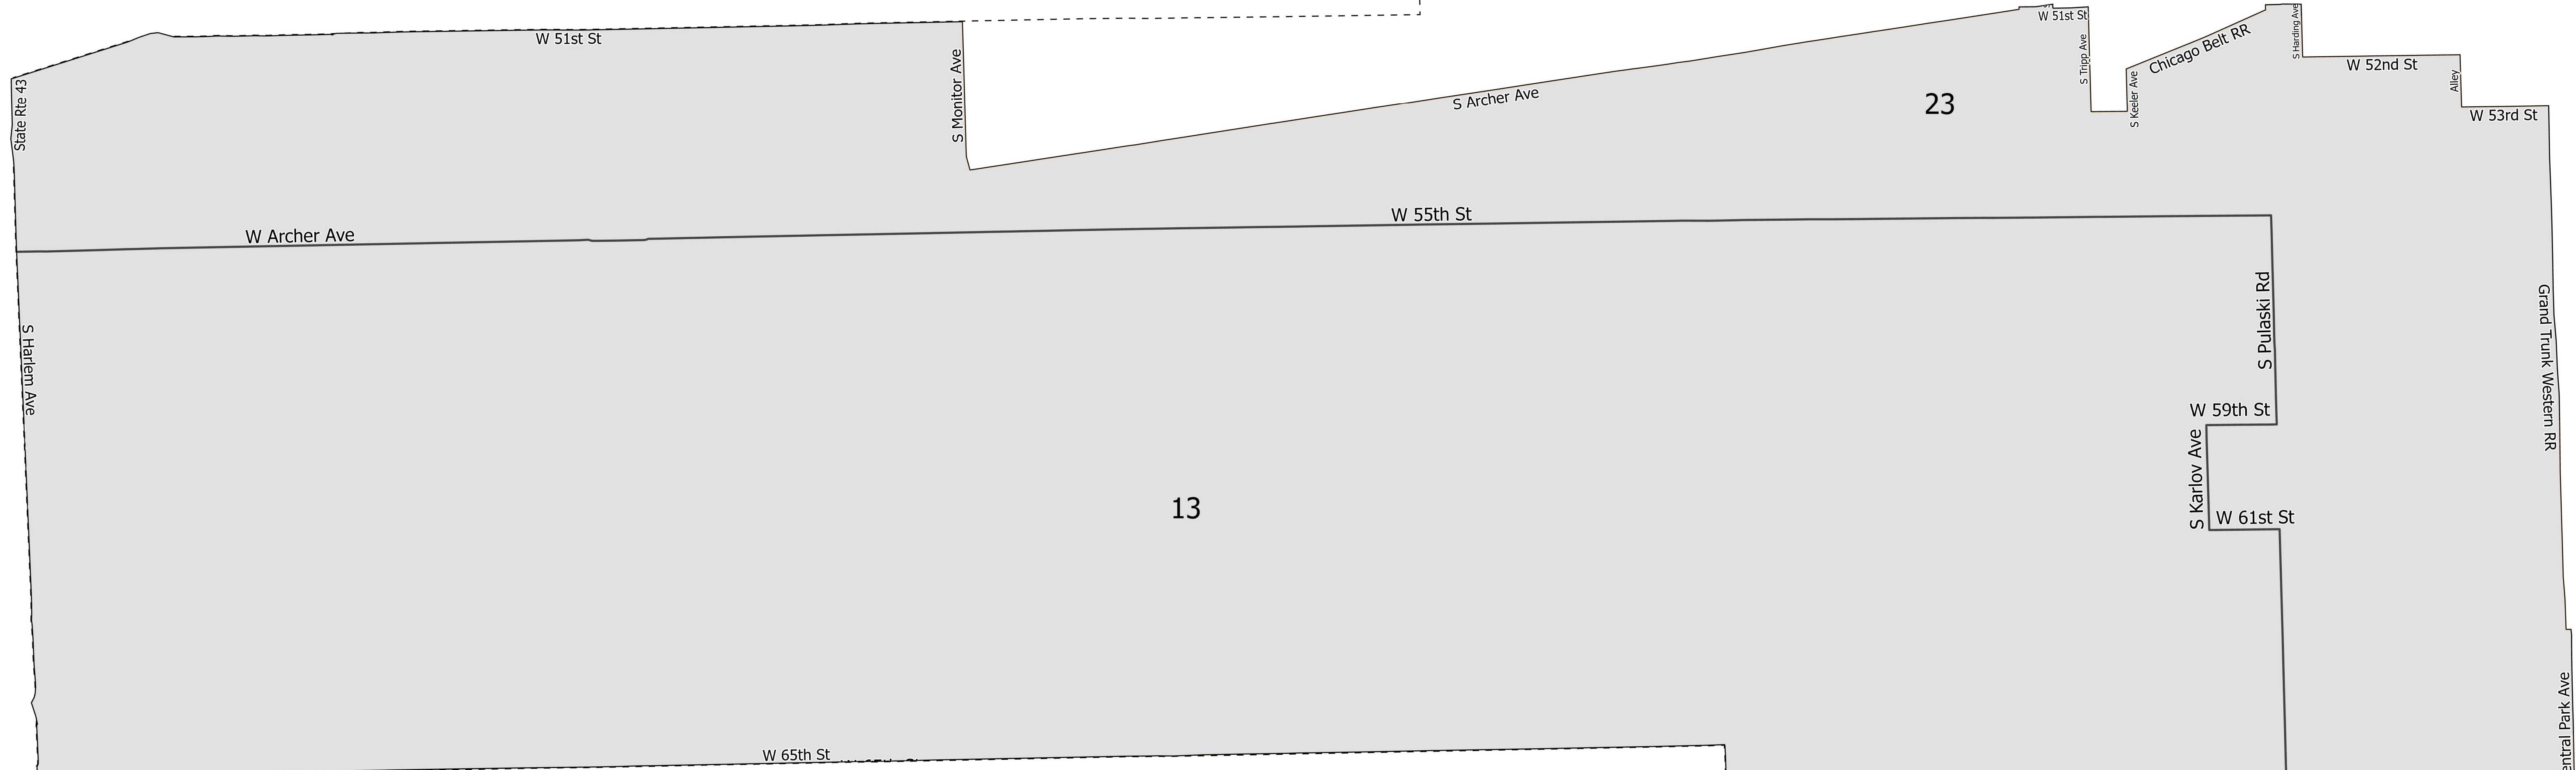 W 51st St
W 51st St
S Harding Ave
Chicago Belt RR
S Tripp Ave
W 52nd St
State Rte 43
S Monitor Ave
S Archer Ave
23
S Keeler Ave
Alley
W 53rd St
W Archer Ave
W 55th St
S Pulaski Rd
S Harlem Ave
Grand Trunk Western RR
W 59th St
S Karlov Ave
13
W 61st St
W 65th St
entral Park Ave